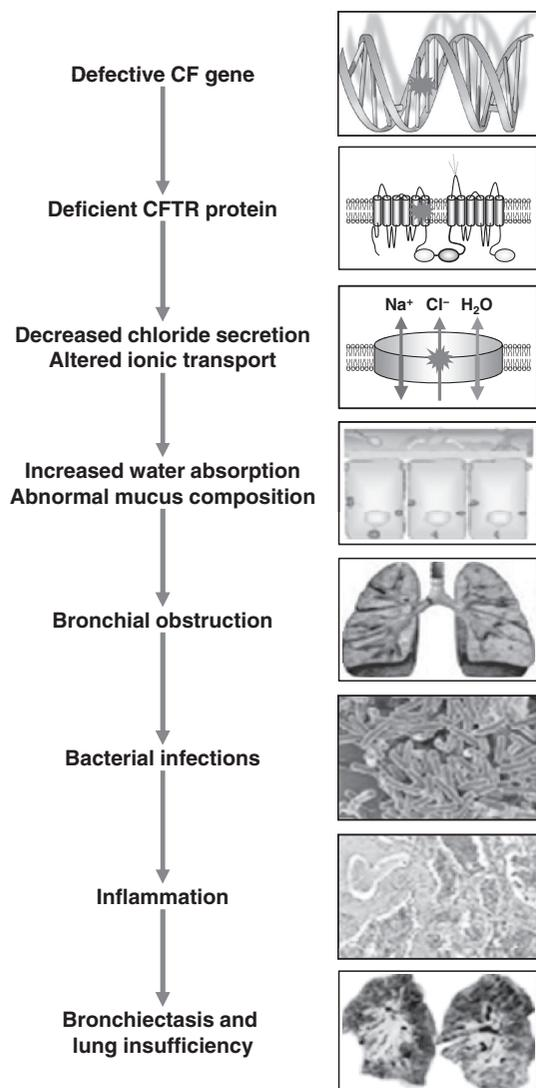 Defective CF gene
Deficient CFTR protein
Na⁺ Cl⁻ H₂O
Decreased chloride secretion
Altered ionic transport
Increased water absorption
Abnormal mucus composition
Bronchial obstruction
Bacterial infections
Inflammation
Bronchiectasis and
lung insufficiency